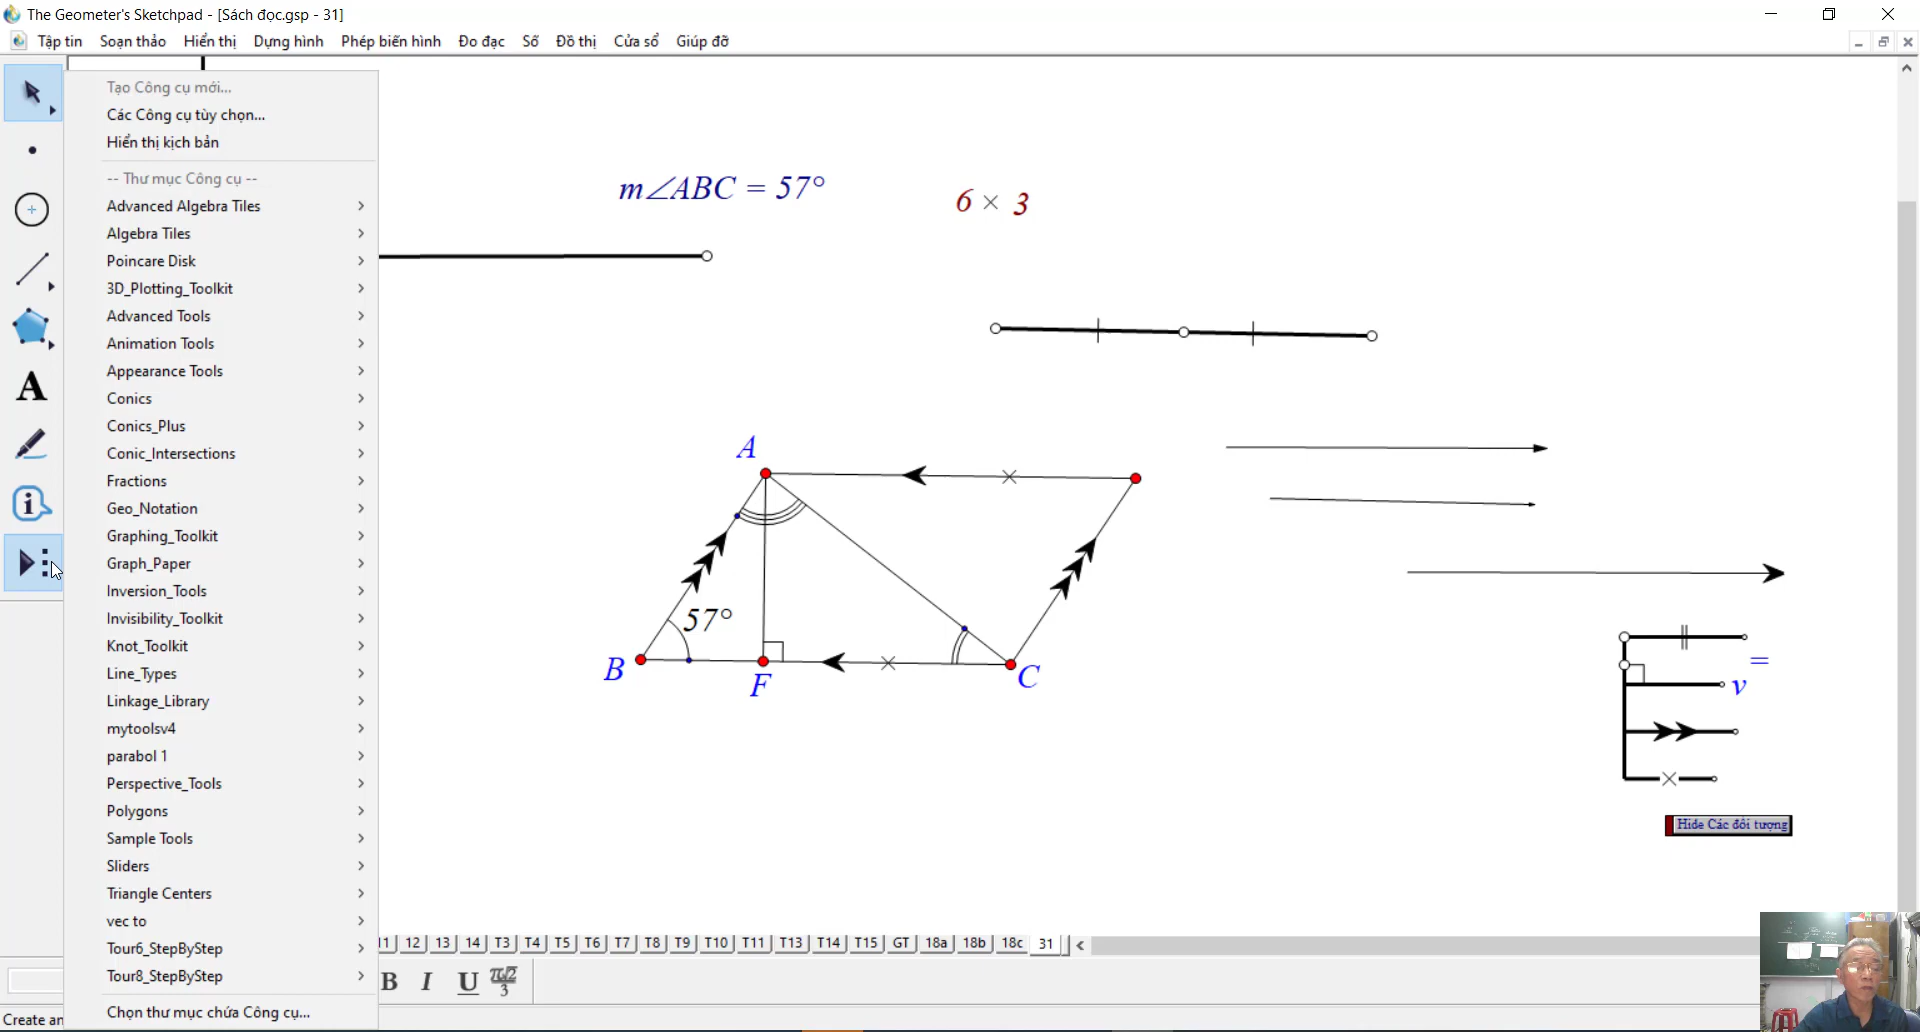 The Geometer's Sketchpad - [Sách đọc.gsp - 31]
Tập tin Soạn thảo Hiển thị Dựng hình Phép biến hình Đo đạc Số Đồ thị Cửa sổ Giúp đỡ
Tạo Công cụ mới...
Các Công cụ tùy chọn...
Hiển thị kịch bản
-- Thư mục Công cụ --
Advanced Algebra Tiles
Algebra Tiles
Poincare Disk
3D_Plotting_Toolkit
Advanced Tools
Animation Tools
Appearance Tools
Conics
Conics_Plus
Conic_Intersections
Fractions
Geo_Notation
Graphing_Toolkit
Graph_Paper
Inversion_Tools
Invisibility_Toolkit
Knot_Toolkit
Line_Types
Linkage_Library
mytoolsv4
parabol 1
Perspective_Tools
Polygons
Sample Tools
Sliders
Triangle Centers
vec to
Tour6_StepByStep
Tour8_StepByStep
Chọn thư mục chứa Công cụ...
A
m∠ABC = 57°
6 × 3
A
57°
B
F
C
=
v
Hide Các đối tượng
12 13 14 T3 T4 T5 T6 T7 T8 T9 T10 T11 T13 T14 T15 GT 18a 18b 18c 31
B I U
Create an